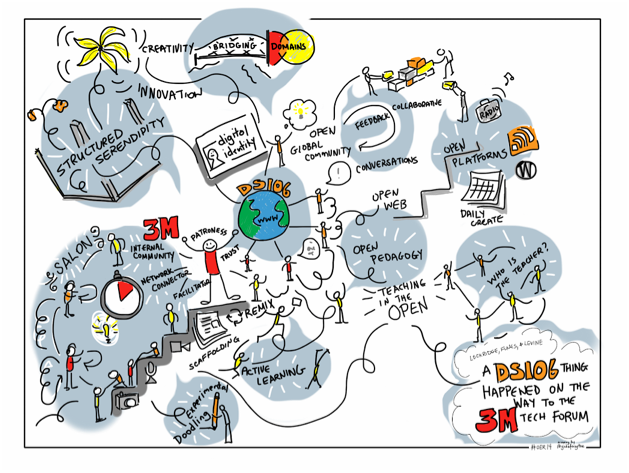 CREATIVITY
BRIDGING
DOMAINS
INNOVATION
STRUCTURED
SERENDIPITY
digital
identity
OPEN
GLOBAL
COMMUNITY
FEEDBACK
COLLABORATIVE
CONVERSATIONS
RADIO
OPEN
PLATFORMS
W
DAILY
CREATE
DS106
WWW
OPEN
WEB
OPEN
PEDAGOGY
WHO IS
THE TEACHER?
TEACHING
IN THE
OPEN
SALON
3M
INTERNAL
COMMUNITY
NETWORK
CONNECTOR
PATRONESS
TRUST
FACILITATOR
REMIX
SCAFFOLDING
ACTIVE
LEARNING
Experimental
Doodling
LOCKRIDGE, FUNES, & LEVINE
A DS106 THING
HAPPENED ON THE
WAY TO THE
3M TECH FORUM